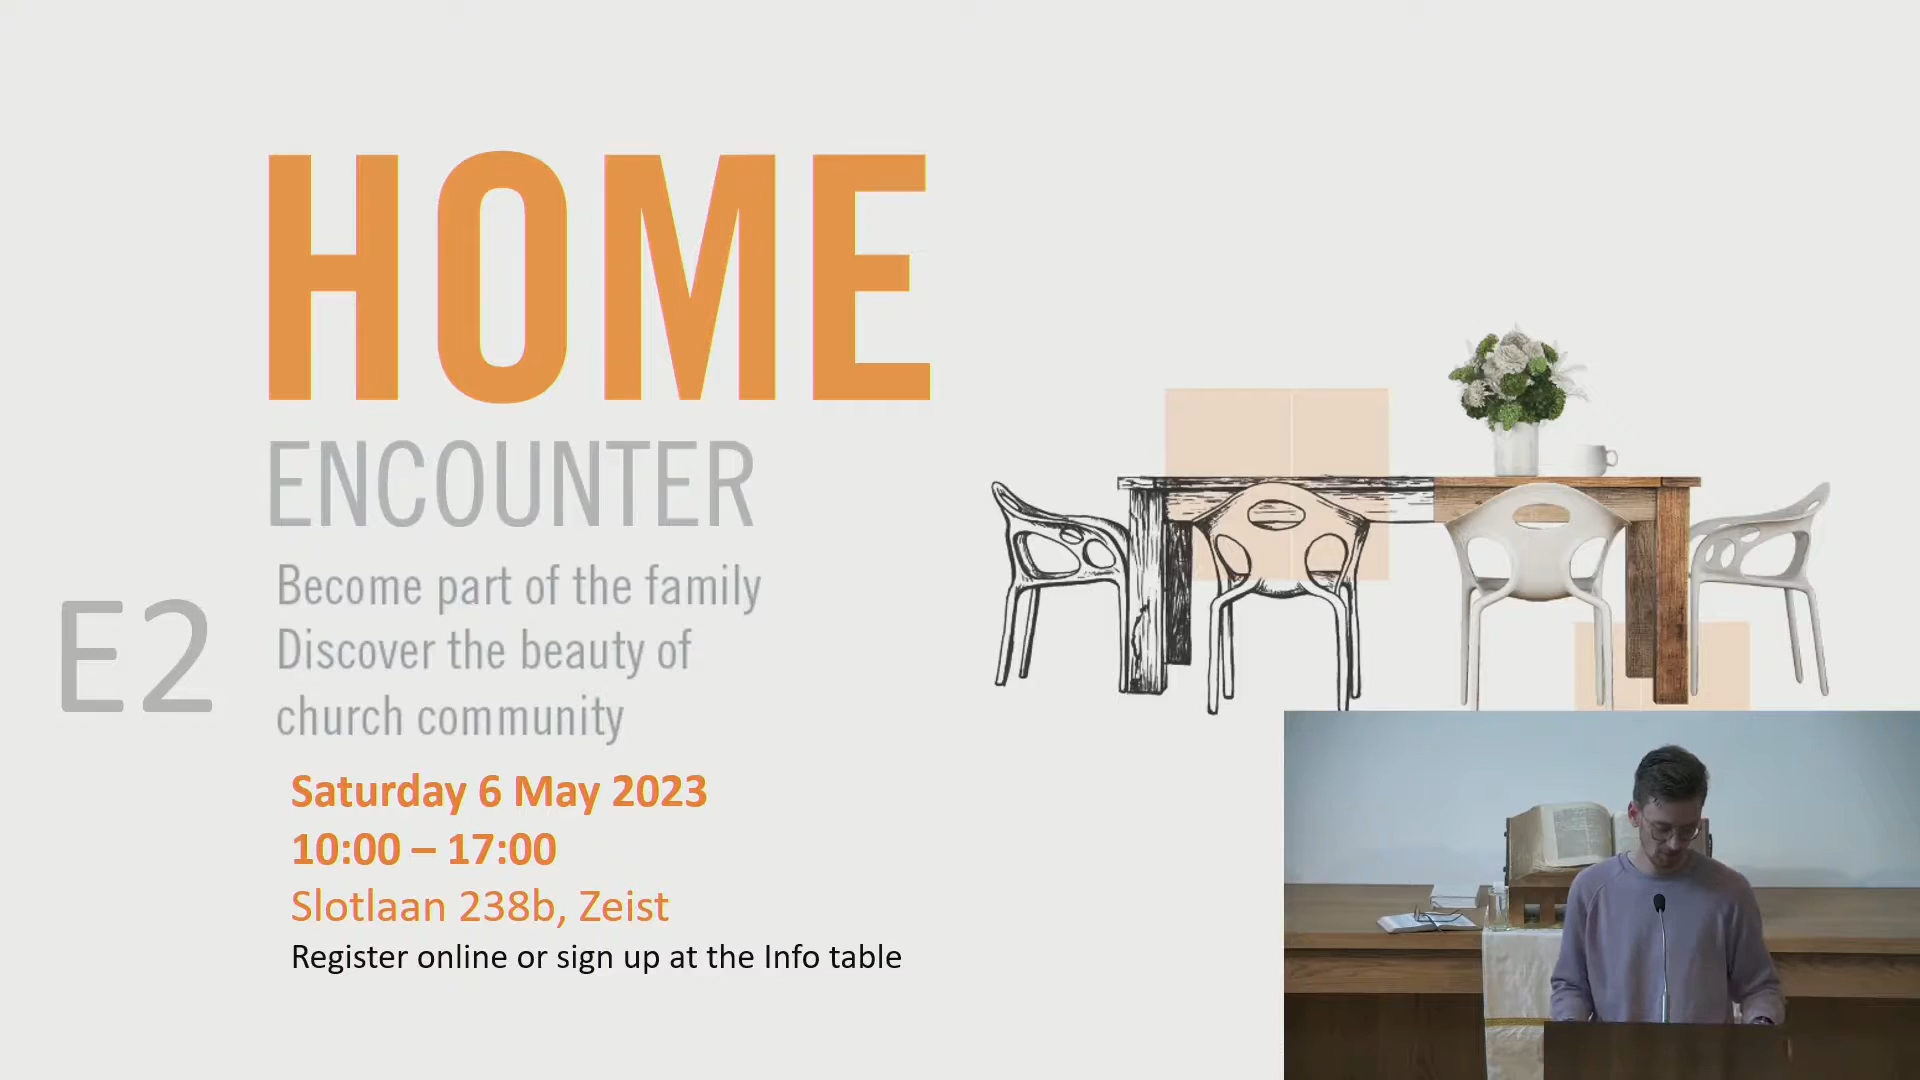 HOME
ENCOUNTER
Become part of the family
Discover the beauty of
church community
E2
Saturday 6 May 2023
10:00 – 17:00
Slotlaan 238b, Zeist
Register online or sign up at the Info table